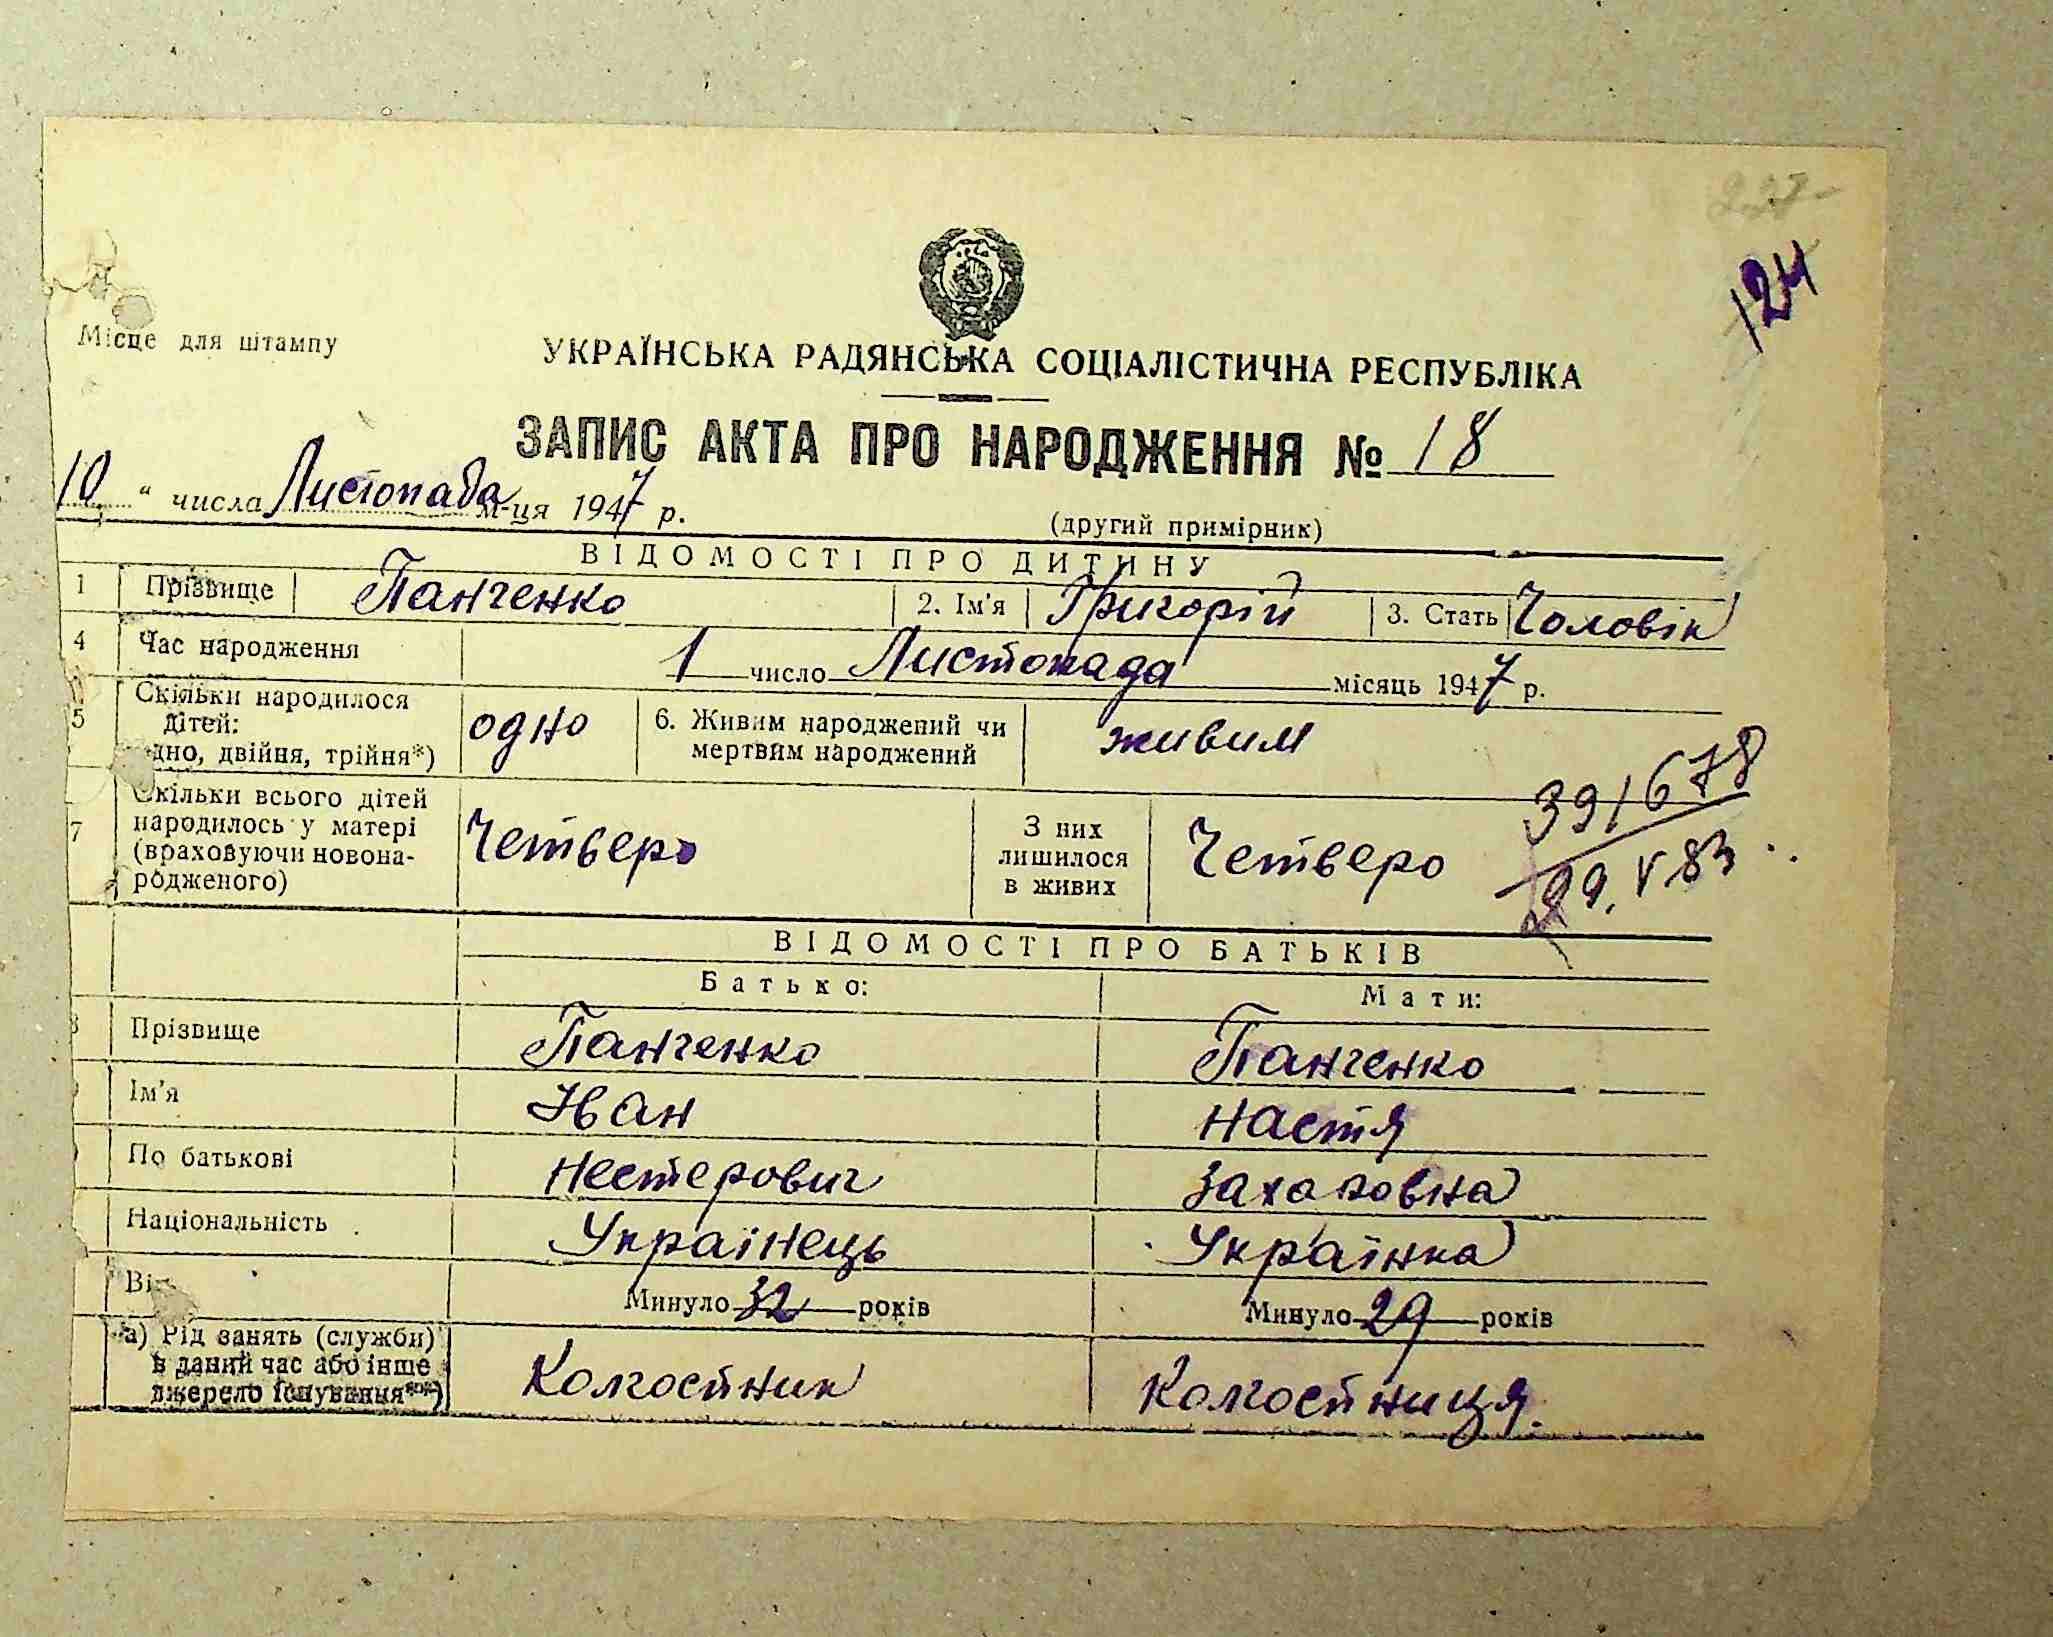 227
124
Місце для штампу
УКРАЇНСЬКА РАДЯНСЬКА СОЦІАЛІСТИЧНА РЕСПУБЛІКА
ЗАПИС АКТА ПРО НАРОДЖЕННЯ № 18
10 " числа Листопада м-ця 1947 р.
(другий примірник)
ВІДОМОСТІ ПРО ДИТИНУ
1 Прізвище Панченко 2. Ім'я Григорій 3. Стать Чоловік
4 Час народження 1 число Листопада місяць 1947 р.
5 Скільки народилося дітей: одно, двійня, трійня*) одно 6. Живим народжений чи мертвим народжений живим
7 Скільки всього дітей народилось у матері (враховуючи новонародженого) Четверо З них лишилося в живих Четверо
391678
99. V 83
ВІДОМОСТІ ПРО БАТЬКІВ
Батько: Мати:
Прізвище Панченко Панченко
Ім'я Іван Настя
По батькові Нестерович Захаровна
Національність Українець Українка
Вік Минуло 32 років Минуло 29 років
а) Рід занять (служби) в даний час або інше джерело існування**) Колгоспник Колгоспниця.